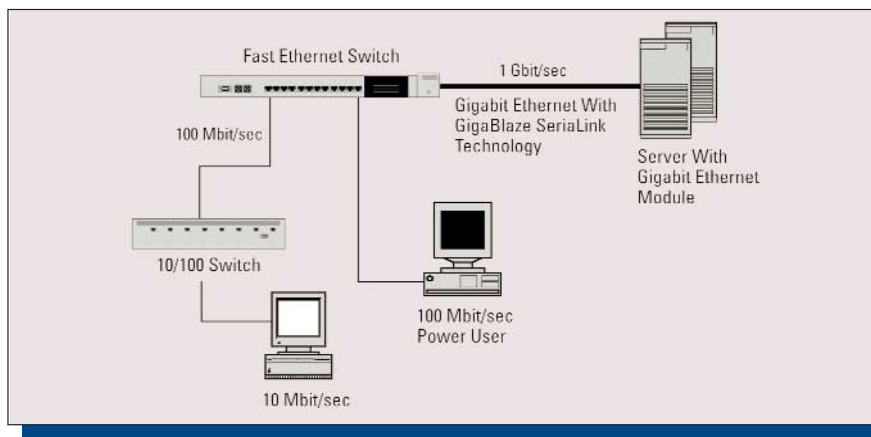 Fast Ethernet Switch
1 Gbit/sec
Gigabit Ethernet With
GigaBlaze SeriaLink
Technology
Server With
Gigabit Ethernet
Module
100 Mbit/sec
10/100 Switch
100 Mbit/sec
Power User
10 Mbit/sec